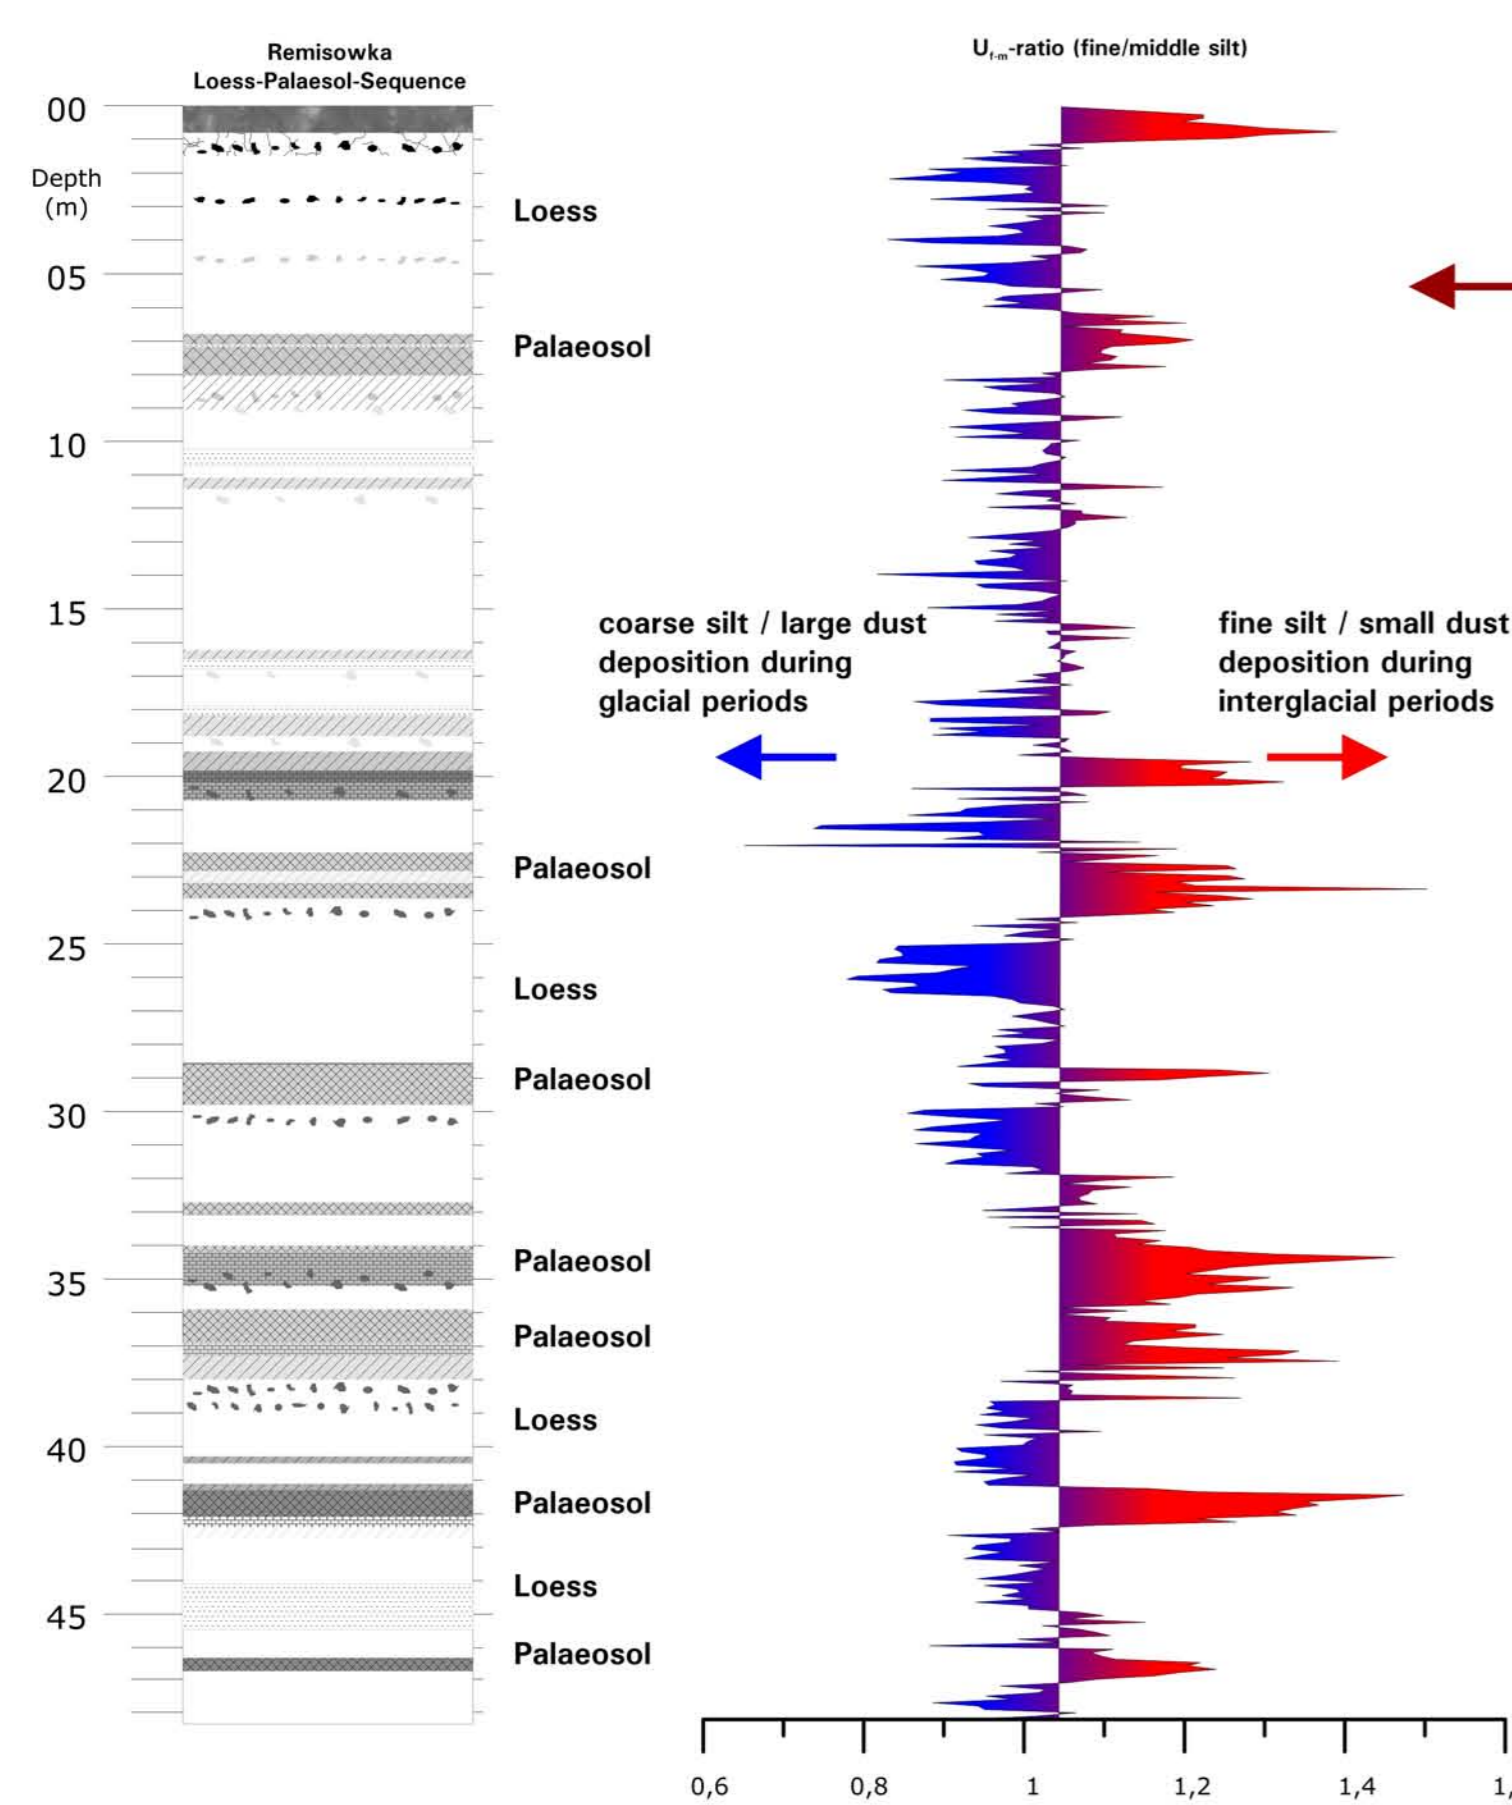 Remisowka
Loess-Palaesol-Sequence
U_f-m-ratio (fine/middle silt)
00
Depth
(m)
Loess
05
Palaeosol
10
15
coarse silt / large dust
deposition during
glacial periods
fine silt / small dust
deposition during
interglacial periods
20
Palaeosol
25
Loess
Palaeosol
30
Palaeosol
35
Palaeosol
Loess
40
Palaeosol
Loess
45
Palaeosol
0,6 0,8 1 1,2 1,4